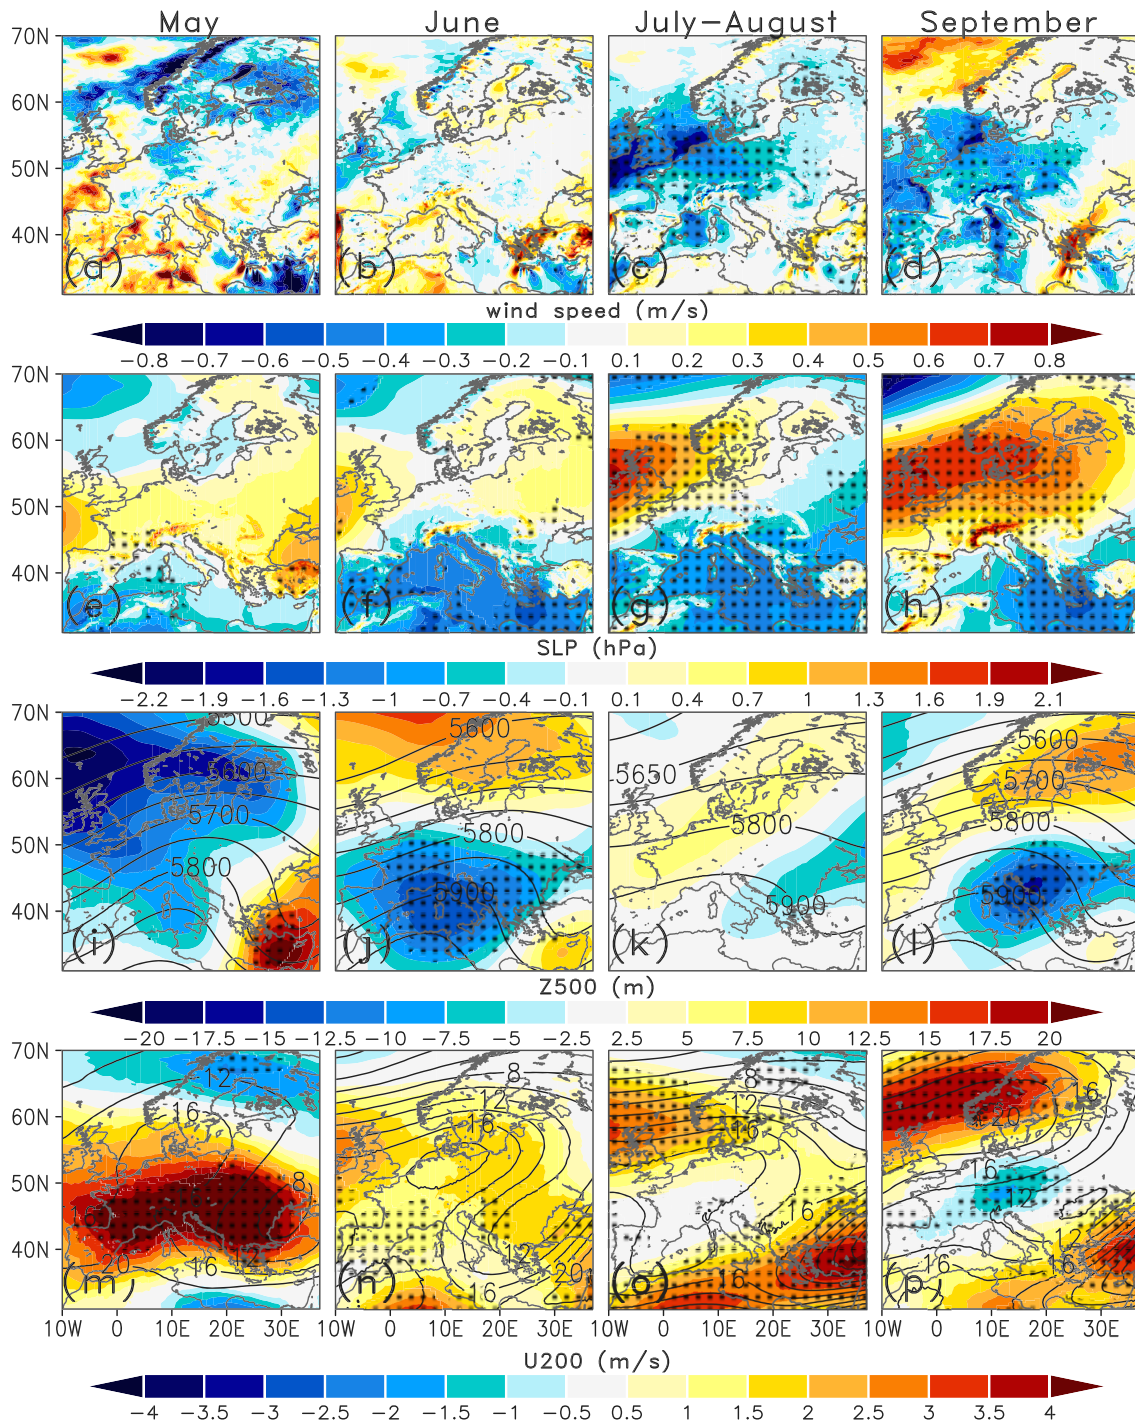 May June July–August September
70N
60N
50N
40N
(a) (b) (c) (d)
wind speed (m/s)
−0.8 −0.7 −0.6 −0.5 −0.4 −0.3 −0.2 −0.1 0.1 0.2 0.3 0.4 0.5 0.6 0.7 0.8
70N
60N
50N
40N
(e) (f) (g) (h)
SLP (hPa)
−2.2 −1.9 −1.6 −1.3 −1 −0.7 −0.4 −0.1 0.1 0.4 0.7 1 1.3 1.6 1.9 2.1
70N 5500 5600 5600
60N 5600 5650 5700
5700 5800 5800
50N 5800 5800
40N 5900 5900 5900
(i) (j) (k) (l)
Z500 (m)
−20 −17.5 −15 −12.5 −10 −7.5 −5 −2.5 2.5 5 7.5 10 12.5 15 17.5 20
70N 12 8 8
60N 16 12 12 16
16 16 20
50N 8 16 12
16 16 12
40N 20 16 12 12 20 16 16
(m) (n) 16 (o) (p)
10W 0 10E 20E 30E 10W 0 10E 20E 30E 10W 0 10E 20E 30E 10W 0 10E 20E 30E
U200 (m/s)
−4 −3.5 −3 −2.5 −2 −1.5 −1 −0.5 0.5 1 1.5 2 2.5 3 3.5 4